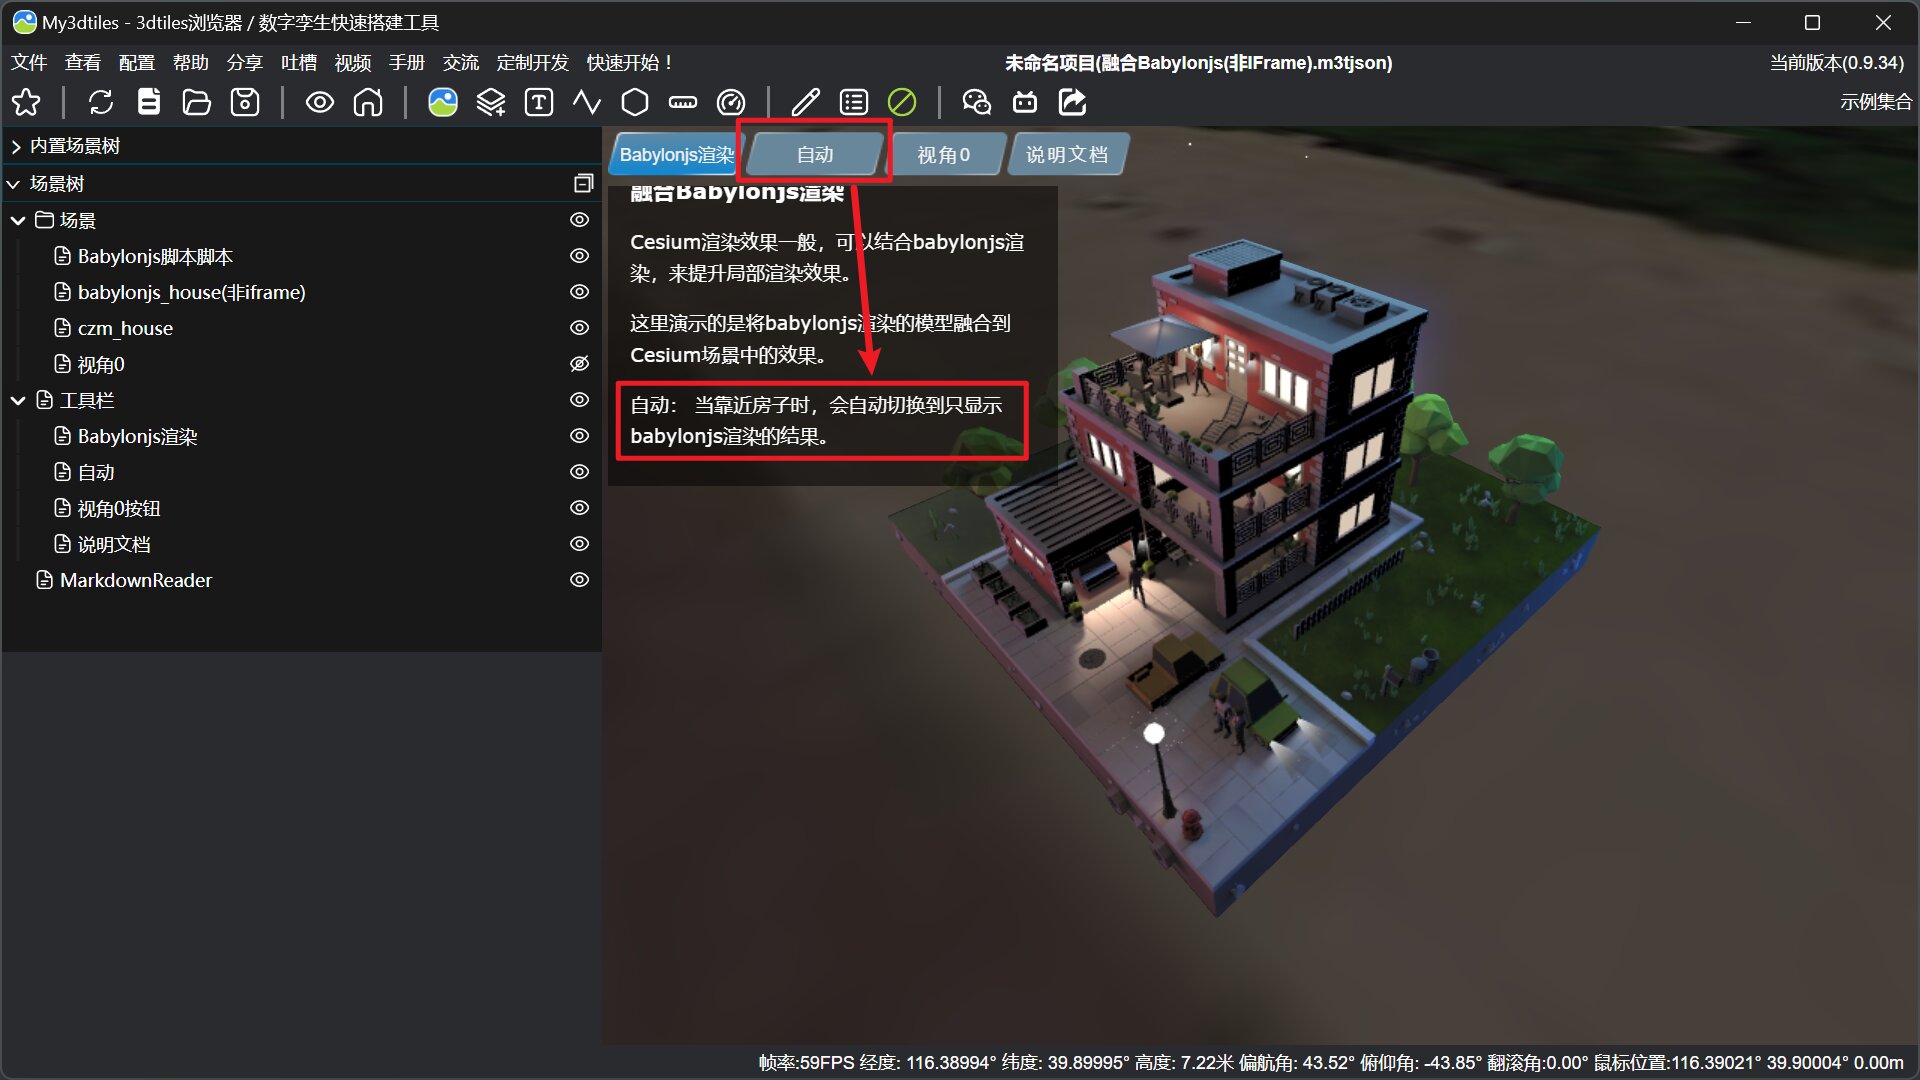 My3dtiles - 3dtiles浏览器 / 数字孪生快速搭建工具
文件 查看 配置 帮助 分享 吐槽 视频 手册 交流 定制开发 快速开始！
未命名项目(融合Babylonjs(非IFrame).m3tjson)
当前版本(0.9.34)
示例集合
内置场景树
场景树
场景
Babylonjs脚本脚本
babylonjs_house(非iframe)
czm_house
视角0
工具栏
Babylonjs渲染
自动
视角0按钮
说明文档
MarkdownReader
Babylonjs渲染
自动
视角0
说明文档
融合Babylonjs渲染
Cesium渲染效果一般，可以结合babylonjs渲
染，来提升局部渲染效果。
这里演示的是将babylonjs渲染的模型融合到
Cesium场景中的效果。
自动： 当靠近房子时，会自动切换到只显示
babylonjs渲染的结果。
帧率:59FPS 经度: 116.38994° 纬度: 39.89995° 高度: 7.22米 偏航角: 43.52° 俯仰角: -43.85° 翻滚角:0.00° 鼠标位置:116.39021° 39.90004° 0.00m